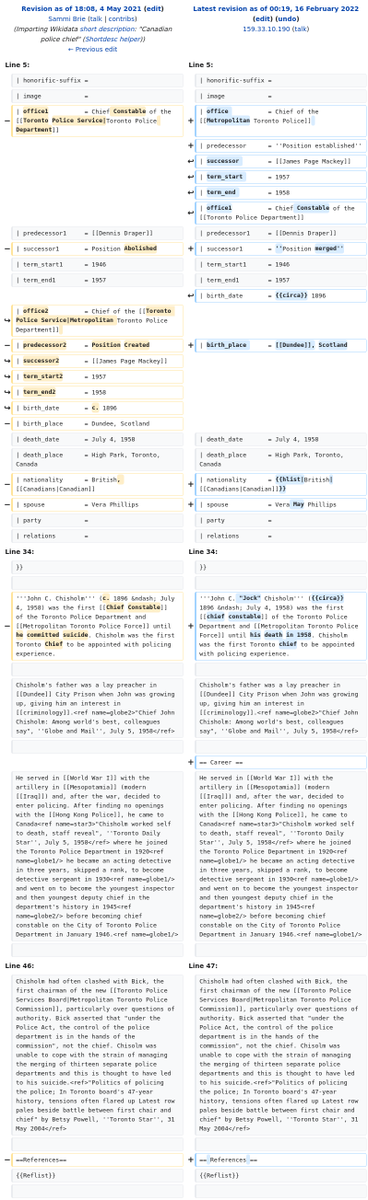 Revision as of 18:08, 4 May 2021 (edit)
Sammi Brie (talk | contribs)
(Importing Wikidata short description: "Canadian
police chief" (Shortdesc helper))
← Previous edit
Latest revision as of 00:19, 16 February 2022
(edit) (undo)
159.33.10.190 (talk)
Line 5:
| honorific-suffix =
| image =
| office1 = Chief Constable of the
[[Toronto Police Service|Toronto Police
Department]]
| predecessor1 = [[Dennis Draper]]
| successor1 = Position Abolished
| term_start1 = 1946
| term_end1 = 1957
| office2 = Chief of the [[Toronto
Police Service|Metropolitan Toronto Police
Department]]
| predecessor2 = Position Created
| successor2 = [[James Page Mackey]]
| term_start2 = 1957
| term_end2 = 1958
| birth_date = c. 1896
| birth_place = Dundee, Scotland
| death_date = July 4, 1958
| death_place = High Park, Toronto,
Canada
| nationality = British,
[[Canadians|Canadian]]
| spouse = Vera Phillips
| party =
| relations =
Line 5:
| honorific-suffix =
| image =
| office = Chief of the
[[Metropolitan Toronto Police]]
| predecessor = ''Position established''
| successor = [[James Page Mackey]]
| term_start = 1957
| term_end = 1958
| office1 = Chief Constable of the
[[Toronto Police Department]]
| predecessor1 = [[Dennis Draper]]
| successor1 = ''Position merged''
| term_start1 = 1946
| term_end1 = 1957
| birth_date = {{circa}} 1896
| birth_place = [[Dundee]], Scotland
| death_date = July 4, 1958
| death_place = High Park, Toronto,
Canada
| nationality = {{hlist|British|
[[Canadians|Canadian]]}}
| spouse = Vera May Phillips
| party =
| relations =
Line 34:
}}
'''John C. Chisholm''' (c. 1896 &ndash; July
4, 1958) was the first [[Chief Constable]]
of the Toronto Police Department and
[[Metropolitan Toronto Police Force]] until
he committed suicide. Chisholm was the first
Toronto Chief to be appointed with policing
experience.
Chisholm's father was a lay preacher in
[[Dundee]] City Prison when John was growing
up, giving him an interest in
[[criminology]].<ref name=globe2>"Chief John
Chisholm: Among world's best, colleagues
say", ''Globe and Mail'', July 5, 1958</ref>
He served in [[World War I]] with the
artillery in [[Mesopotamia]] (modern
[[Iraq]]) and, after the war, decided to
enter policing. After finding no openings
with the [[Hong Kong Police]], he came to
Canada<ref name=star3>"Chisholm worked self
to death, staff reveal", ''Toronto Daily
Star'', July 5, 1958</ref> where he joined
the Toronto Police Department in 1920<ref
name=globe1/> he became an acting detective
in three years, skipped a rank, to become
detective sergeant in 1930<ref name=globe1/>
and went on to become the youngest inspector
and then youngest deputy chief in the
department's history in 1945<ref
name=globe2/> before becoming chief
constable on the City of Toronto Police
Department in January 1946.<ref name=globe1/>
Line 34:
}}
'''John C. "Jock" Chisholm''' ({{circa}}
1896 &ndash; July 4, 1958) was the first
[[chief constable]] of the Toronto Police
Department and [[Metropolitan Toronto Police
Force]] until his death in 1958. Chisholm
was the first Toronto chief to be appointed
with policing experience.
Chisholm's father was a lay preacher in
[[Dundee]] City Prison when John was growing
up, giving him an interest in
[[criminology]].<ref name=globe2>"Chief John
Chisholm: Among world's best, colleagues
say", ''Globe and Mail'', July 5, 1958</ref>
== Career ==
He served in [[World War I]] with the
artillery in [[Mesopotamia]] (modern
[[Iraq]]) and, after the war, decided to
enter policing. After finding no openings
with the [[Hong Kong Police]], he came to
Canada<ref name=star3>"Chisholm worked self
to death, staff reveal", ''Toronto Daily
Star'', July 5, 1958</ref> where he joined
the Toronto Police Department in 1920<ref
name=globe1/> he became an acting detective
in three years, skipped a rank, to become
detective sergeant in 1930<ref name=globe1/>
and went on to become the youngest inspector
and then youngest deputy chief in the
department's history in 1945<ref
name=globe2/> before becoming chief
constable on the City of Toronto Police
Department in January 1946.<ref name=globe1/>
Line 46:
Chisholm had often clashed with Bick, the
first chairman of the new [[Toronto Police
Services Board|Metropolitan Toronto Police
Commission]], particularly over questions of
authority. Bick asserted that "under the
Police Act, the control of the police
department is in the hands of the
commission", not the chief. Chisolm was
unable to cope with the strain of managing
the merging of thirteen separate police
departments and this is thought to have led
to his suicide.<ref>"Politics of policing
the police; In Toronto board's 47-year
history, tensions often flared up Latest row
pales beside battle between first chair and
chief" by Betsy Powell, ''Toronto Star'', 31
May 2004</ref>
==References==
{{Reflist}}
Line 47:
Chisholm had often clashed with Bick, the
first chairman of the new [[Toronto Police
Services Board|Metropolitan Toronto Police
Commission]], particularly over questions of
authority. Bick asserted that "under the
Police Act, the control of the police
department is in the hands of the
commission", not the chief. Chisolm was
unable to cope with the strain of managing
the merging of thirteen separate police
departments and this is thought to have led
to his suicide.<ref>"Politics of policing
the police; In Toronto board's 47-year
history, tensions often flared up Latest row
pales beside battle between first chair and
chief" by Betsy Powell, ''Toronto Star'', 31
May 2004</ref>
== References ==
{{Reflist}}